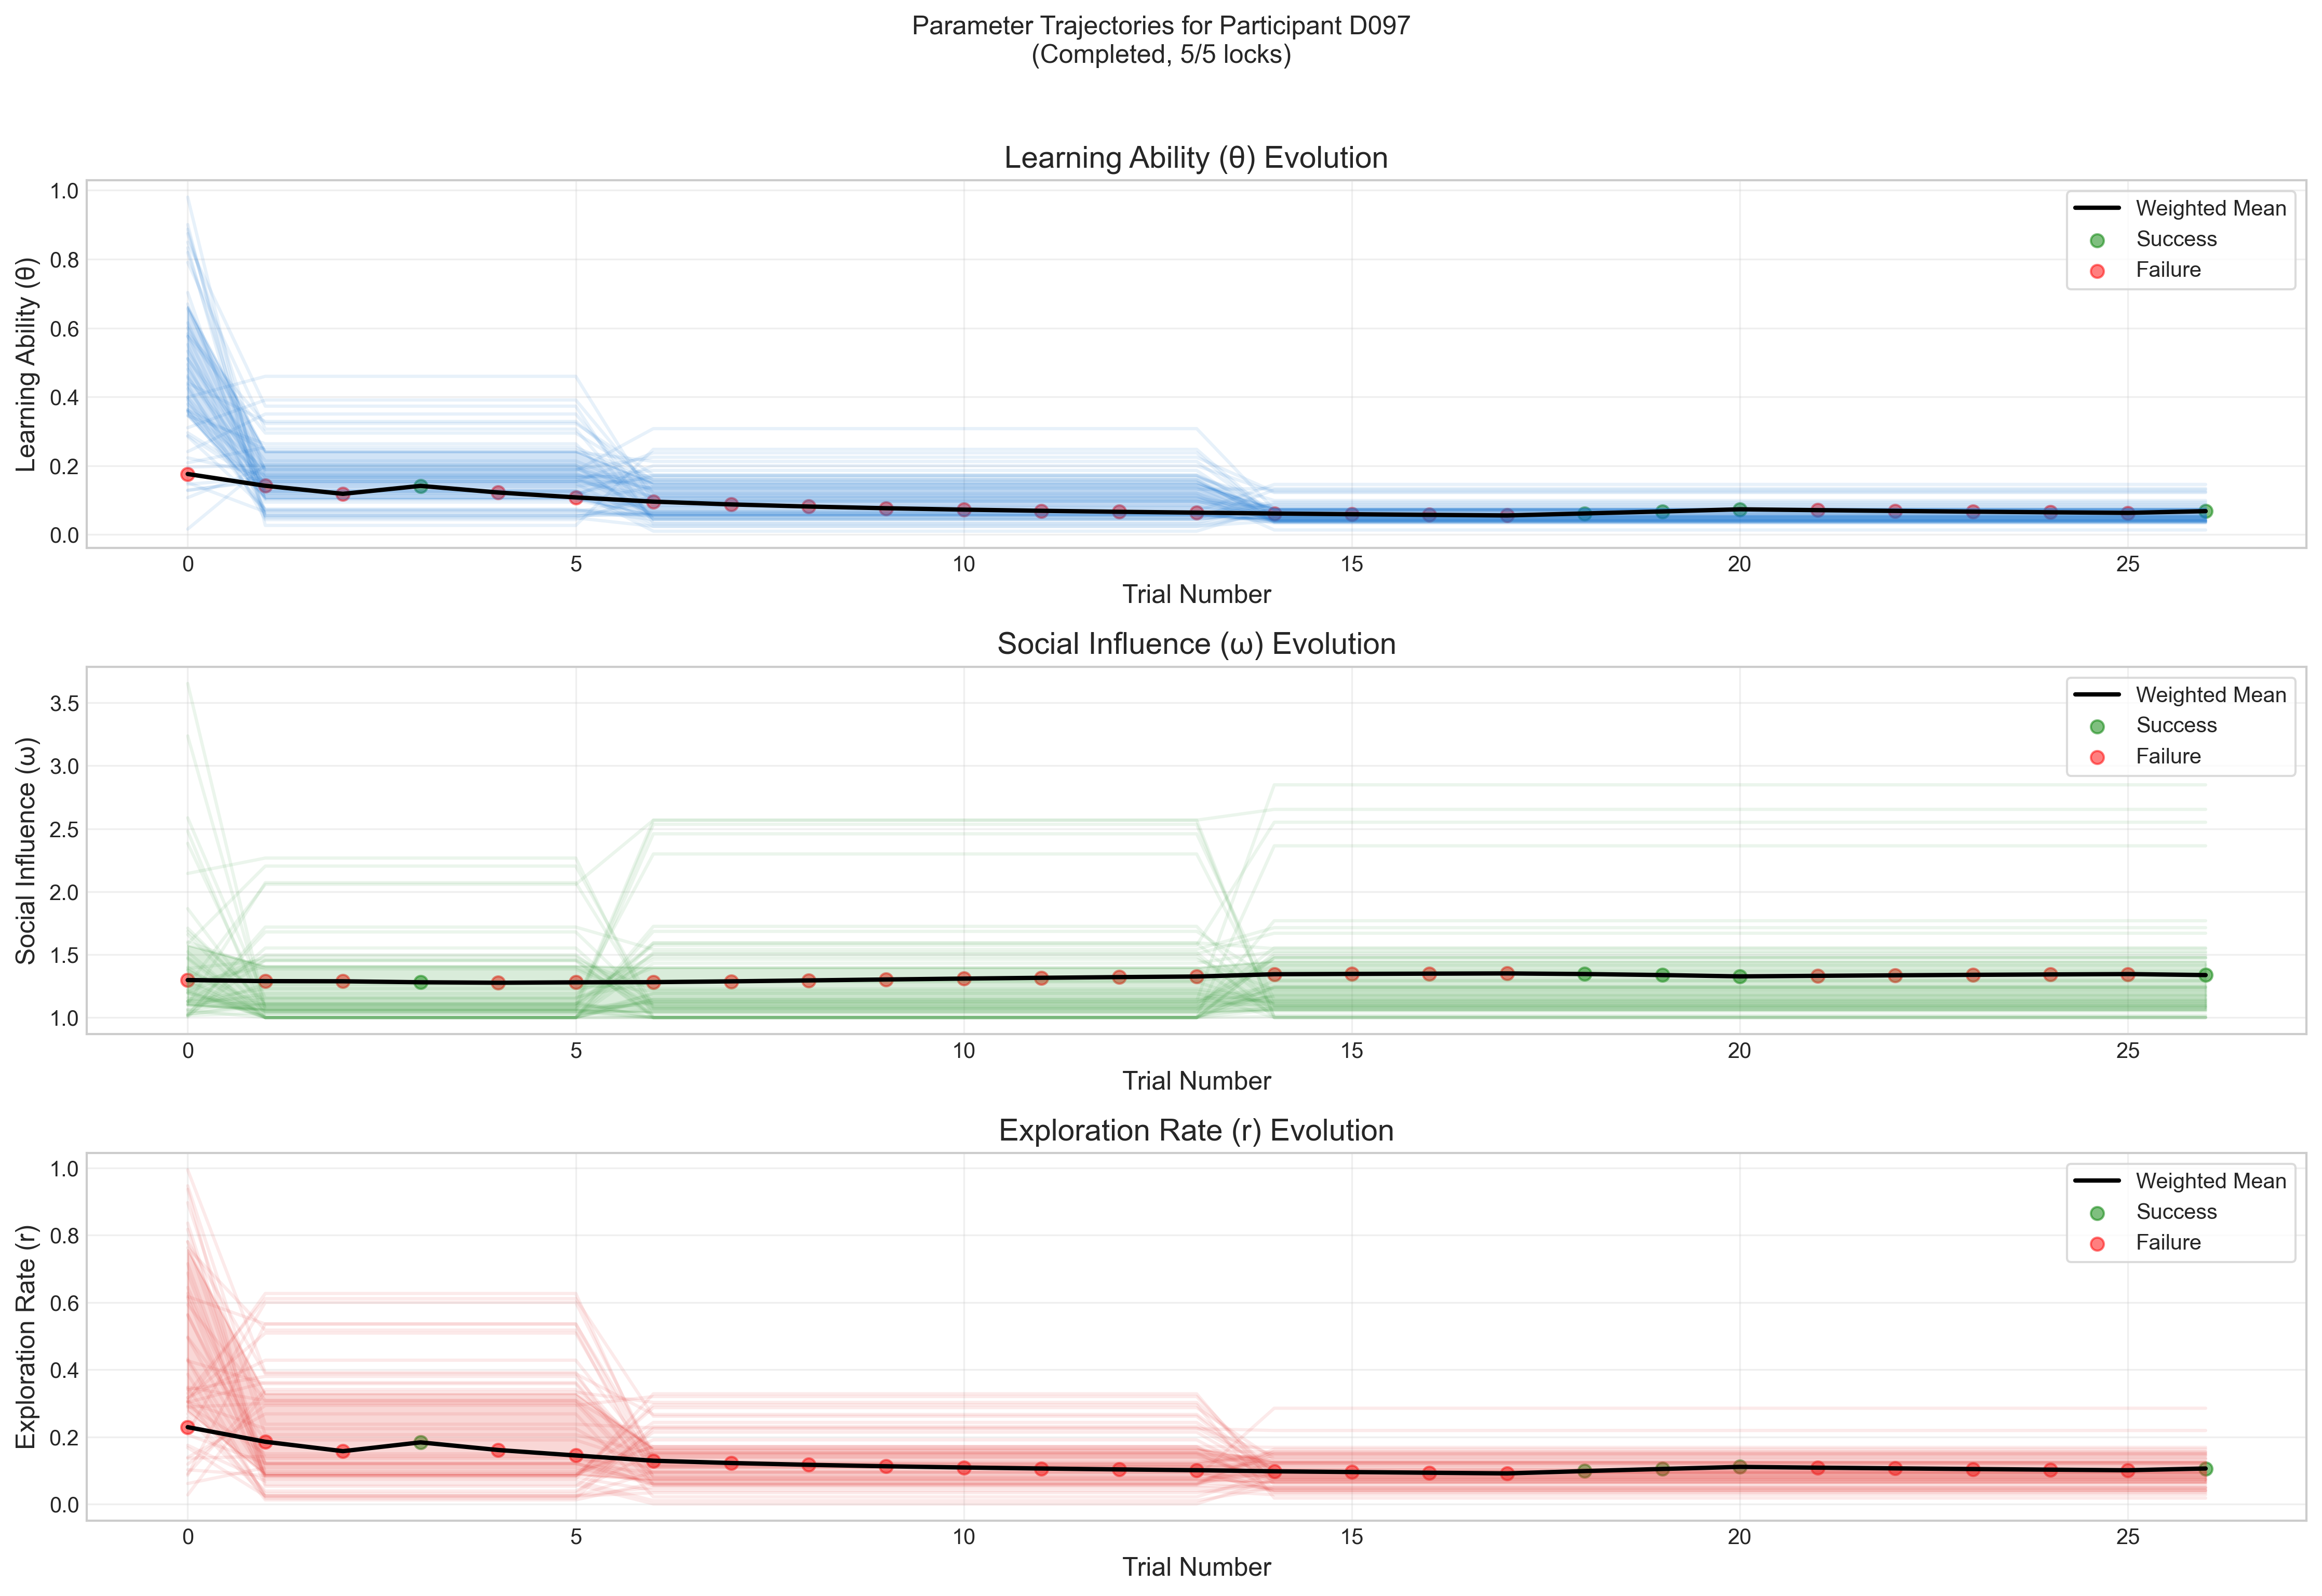 Parameter Trajectories for Participant D097
(Completed, 5/5 locks)
Learning Ability (θ) Evolution
Learning Ability (θ)
1.0
0.8
0.6
0.4
0.2
0.0
Weighted Mean
Success
Failure
0 5 10 15 20 25
Trial Number
Social Influence (ω) Evolution
Social Influence (ω)
3.5
3.0
2.5
2.0
1.5
1.0
Weighted Mean
Success
Failure
0 5 10 15 20 25
Trial Number
Exploration Rate (r) Evolution
Exploration Rate (r)
1.0
0.8
0.6
0.4
0.2
0.0
Weighted Mean
Success
Failure
0 5 10 15 20 25
Trial Number